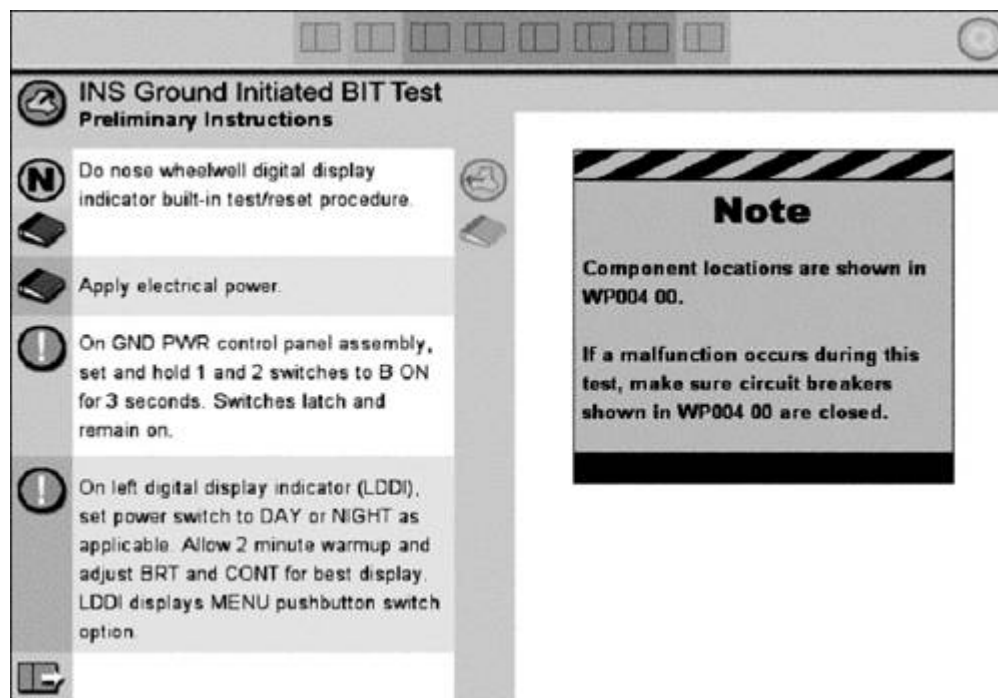 INS Ground Initiated BIT Test
Preliminary Instructions
N
Do nose wheelwell digital display
indicator built-in test/reset procedure.
Apply electrical power.
!
On GND PWR control panel assembly,
set and hold 1 and 2 switches to B ON
for 3 seconds. Switches latch and
remain on.
!
On left digital display indicator (LDDI),
set power switch to DAY or NIGHT as
applicable. Allow 2 minute warmup and
adjust BRT and CONT for best display.
LDDI displays MENU pushbutton switch
option.
Note
Component locations are shown in
WP004 00.
If a malfunction occurs during this
test, make sure circuit breakers
shown in WP004 00 are closed.